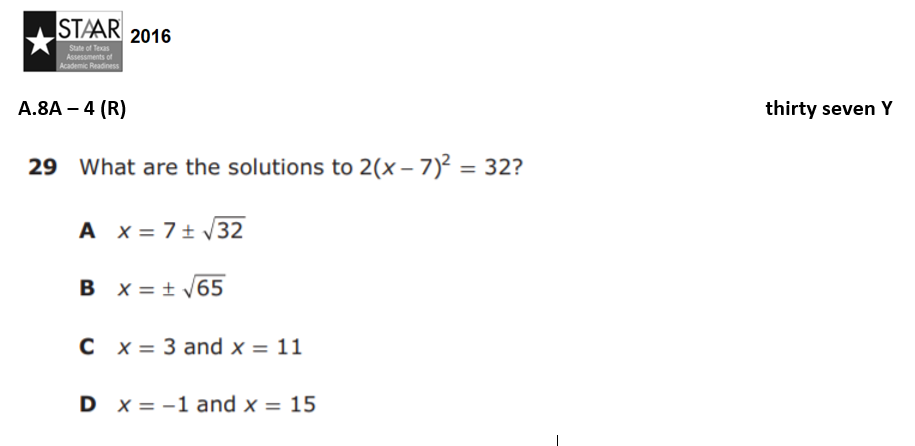 STAAR
State of Texas
Assessments of
Academic Readiness
2016
A.8A – 4 (R)
thirty seven Y
29 What are the solutions to 2(x – 7)² = 32?
A x = 7 ± √32
B x = ± √65
C x = 3 and x = 11
D x = –1 and x = 15